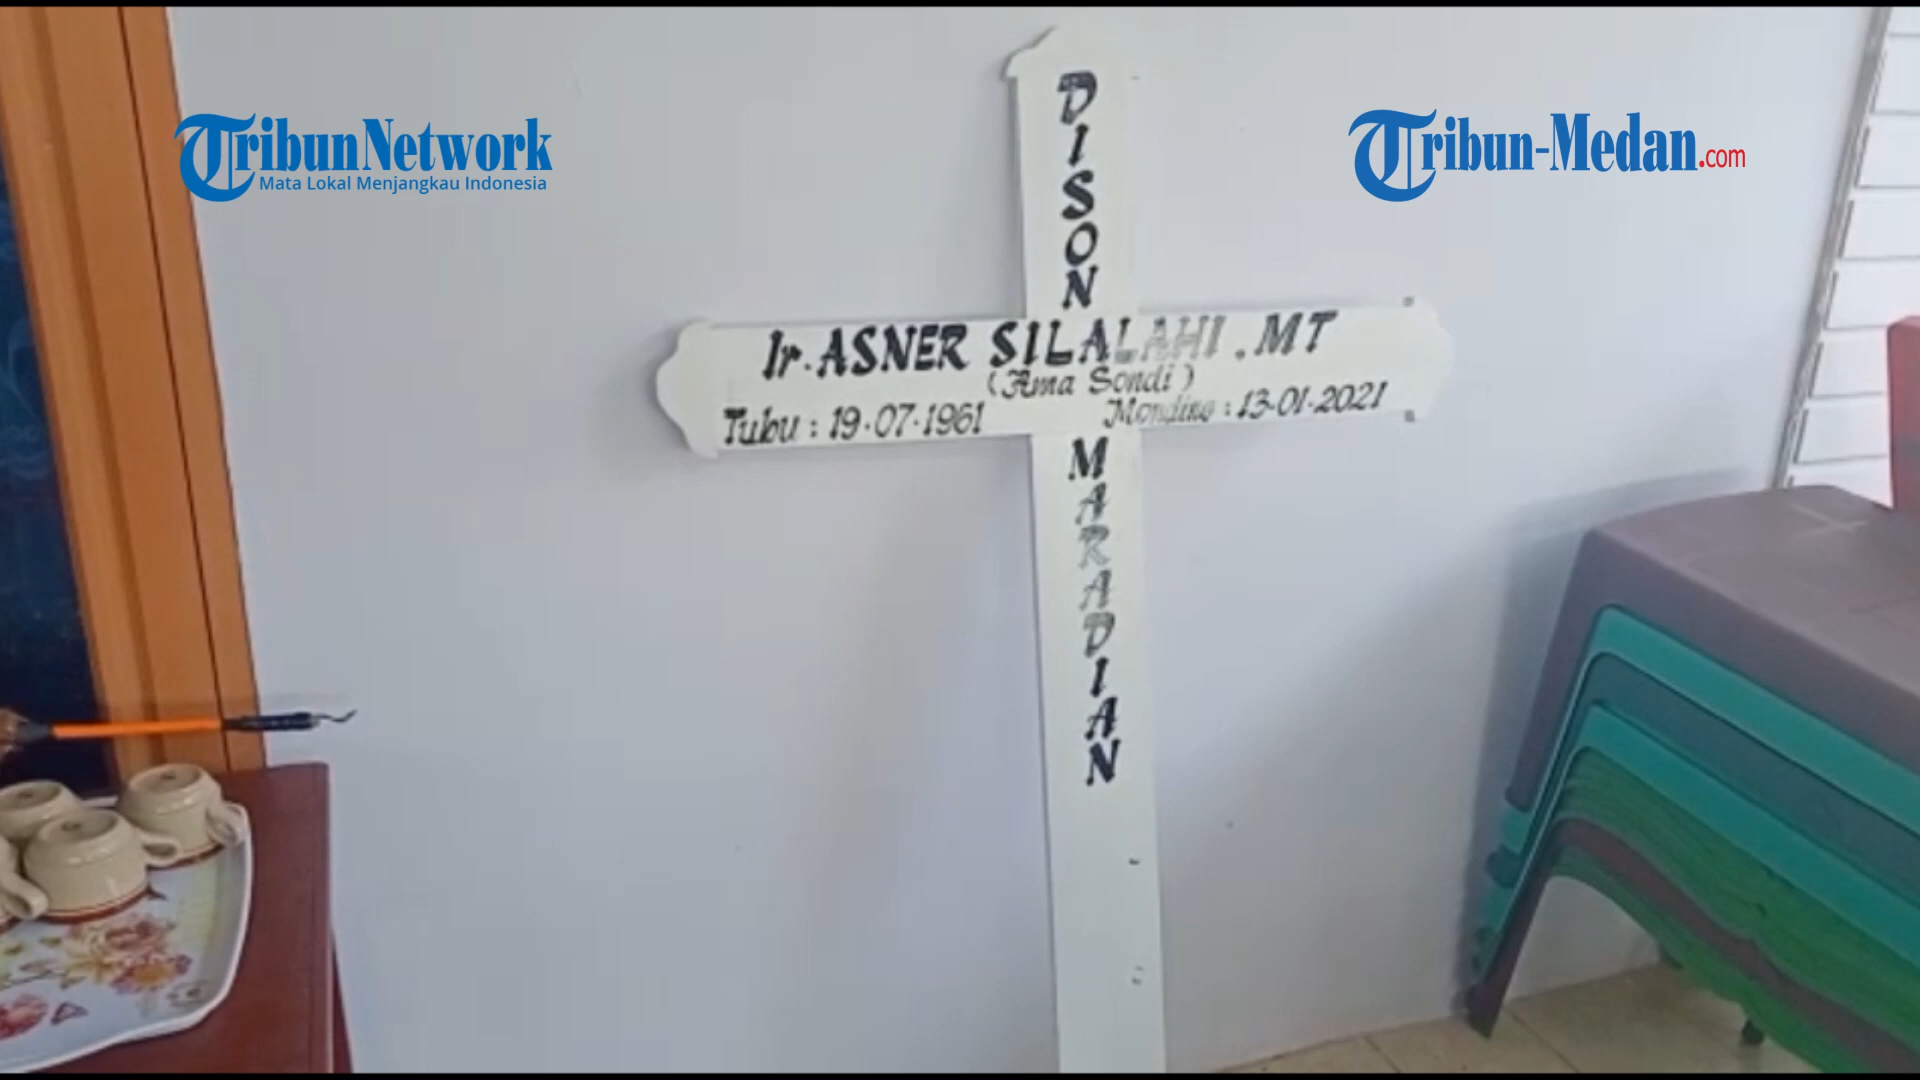 TribunNetwork
Mata Lokal Menjangkau Indonesia
Tribun-Medan.com
DISON
Ir. ASNER SILALAHI . MT
(Ama Sondi)
Tubu : 19-07-1961
Monding : 13-01-2021
MARADIAN